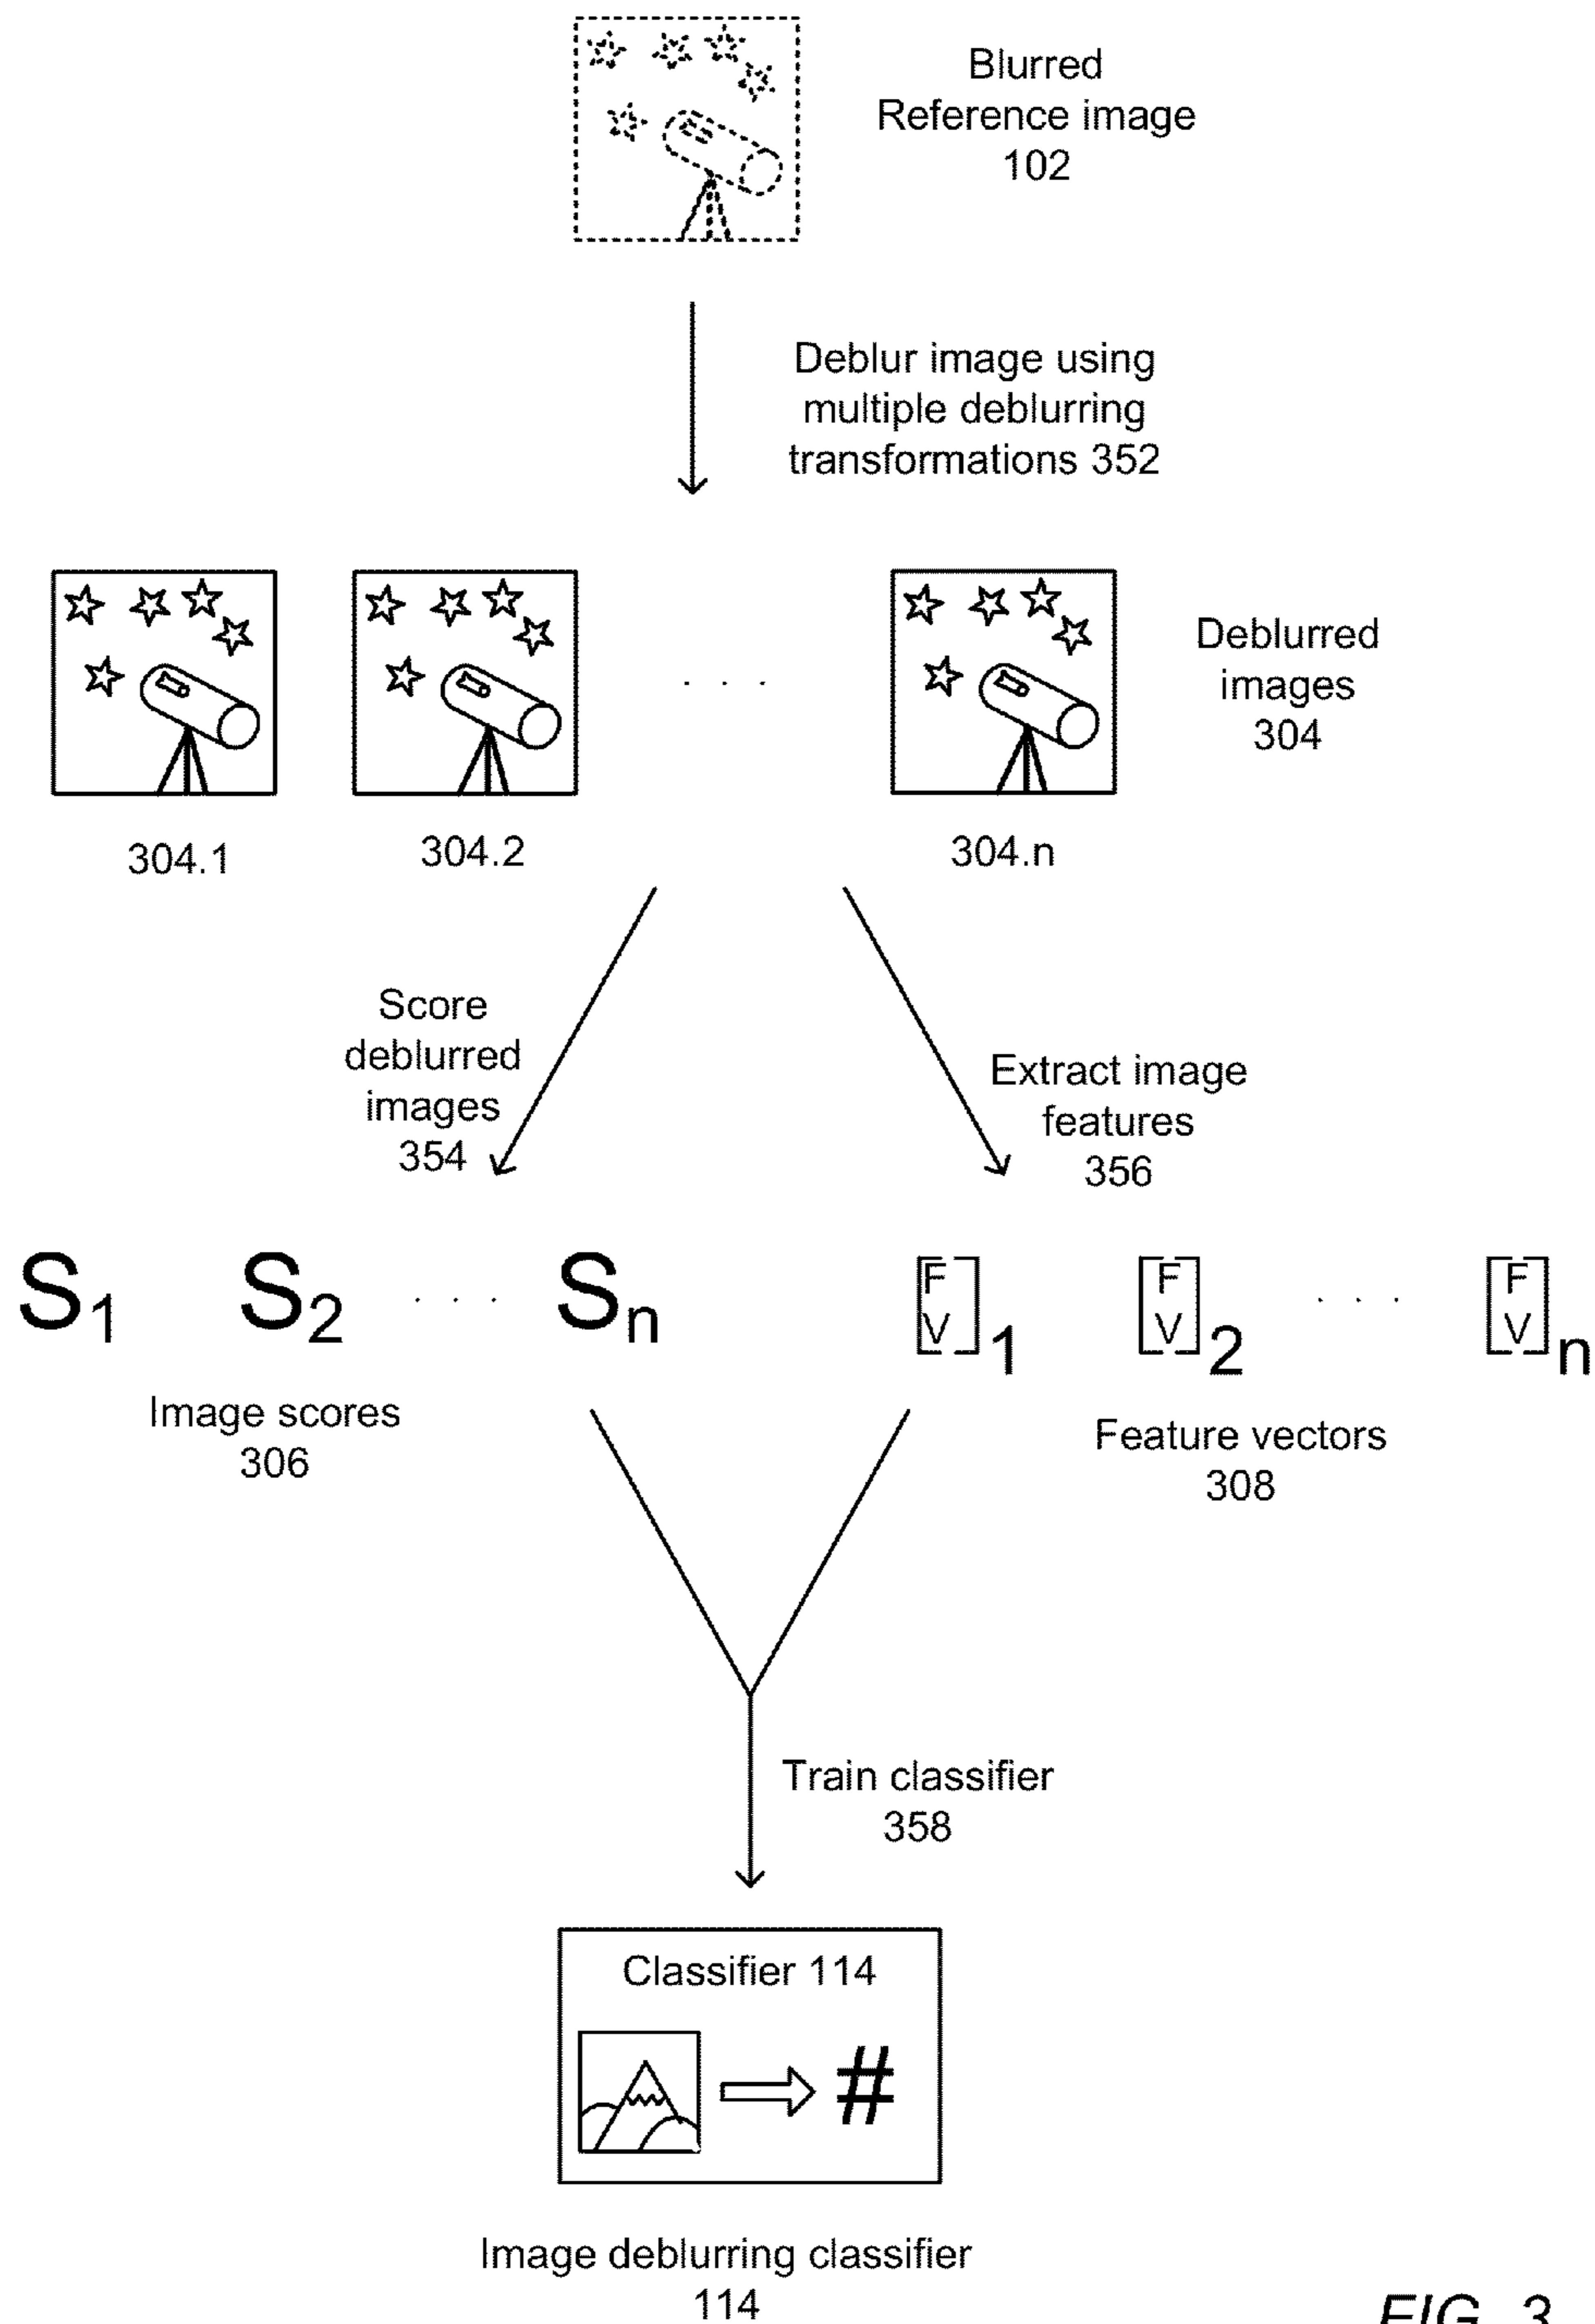 Blurred
Reference image
102
Deblur image using
multiple deblurring
transformations 352
Deblurred
images
304
304.1 304.2 . . . 304.n
Score
deblurred
images
354
Extract image
features
356
S1 S2 . . . Sn
[F V]1 [F V]2 . . . [F V]n
Image scores
306
Feature vectors
308
Train classifier
358
Classifier 114
#
Image deblurring classifier
114
FIG. 3